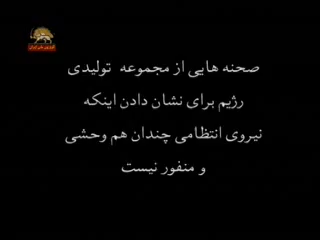 صحنه هایی از مجموعه تولیدی
رژیم برای نشان دادن اینکه
نیروی انتظامی چندان هم وحشی
و منفور نیست